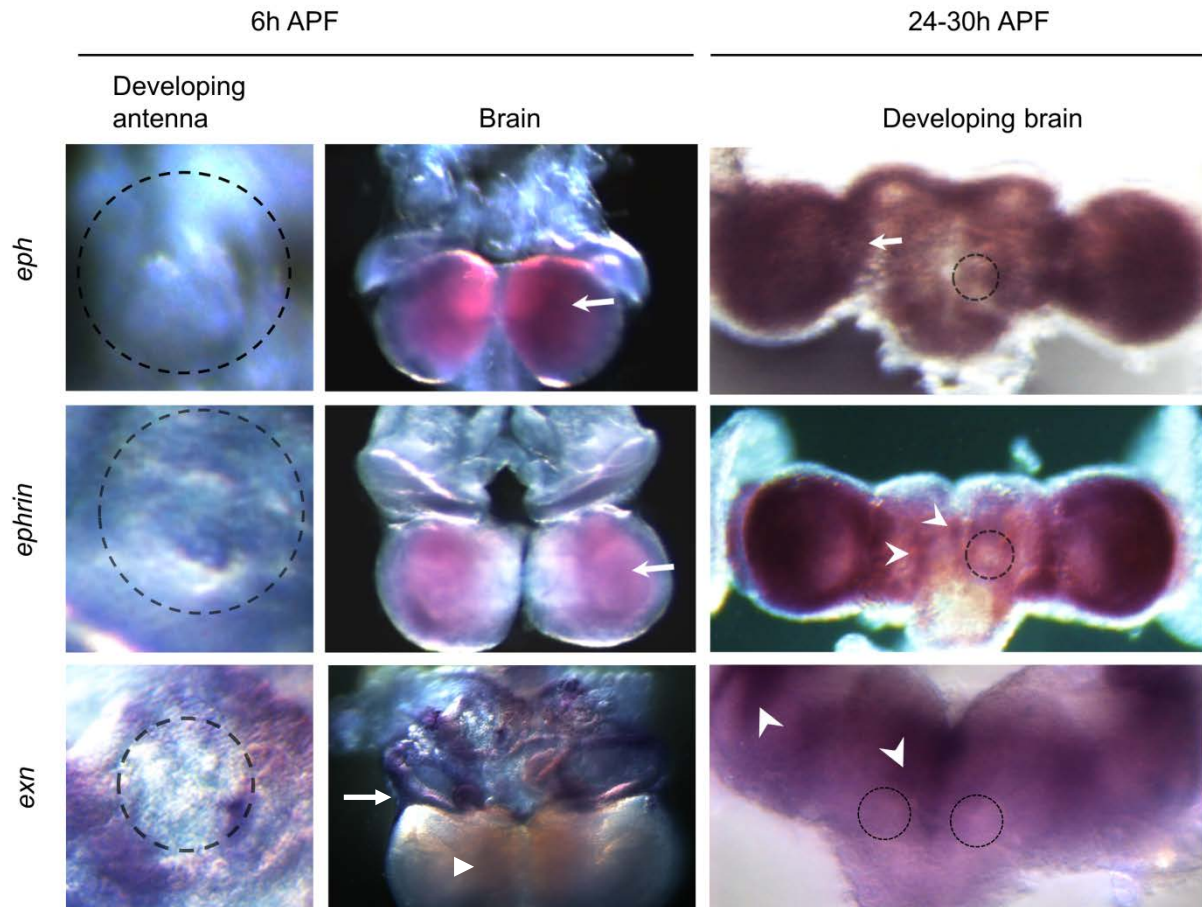 6h APF
24-30h APF
Developing
antenna
Brain
Developing brain
eph
ephrin
exn